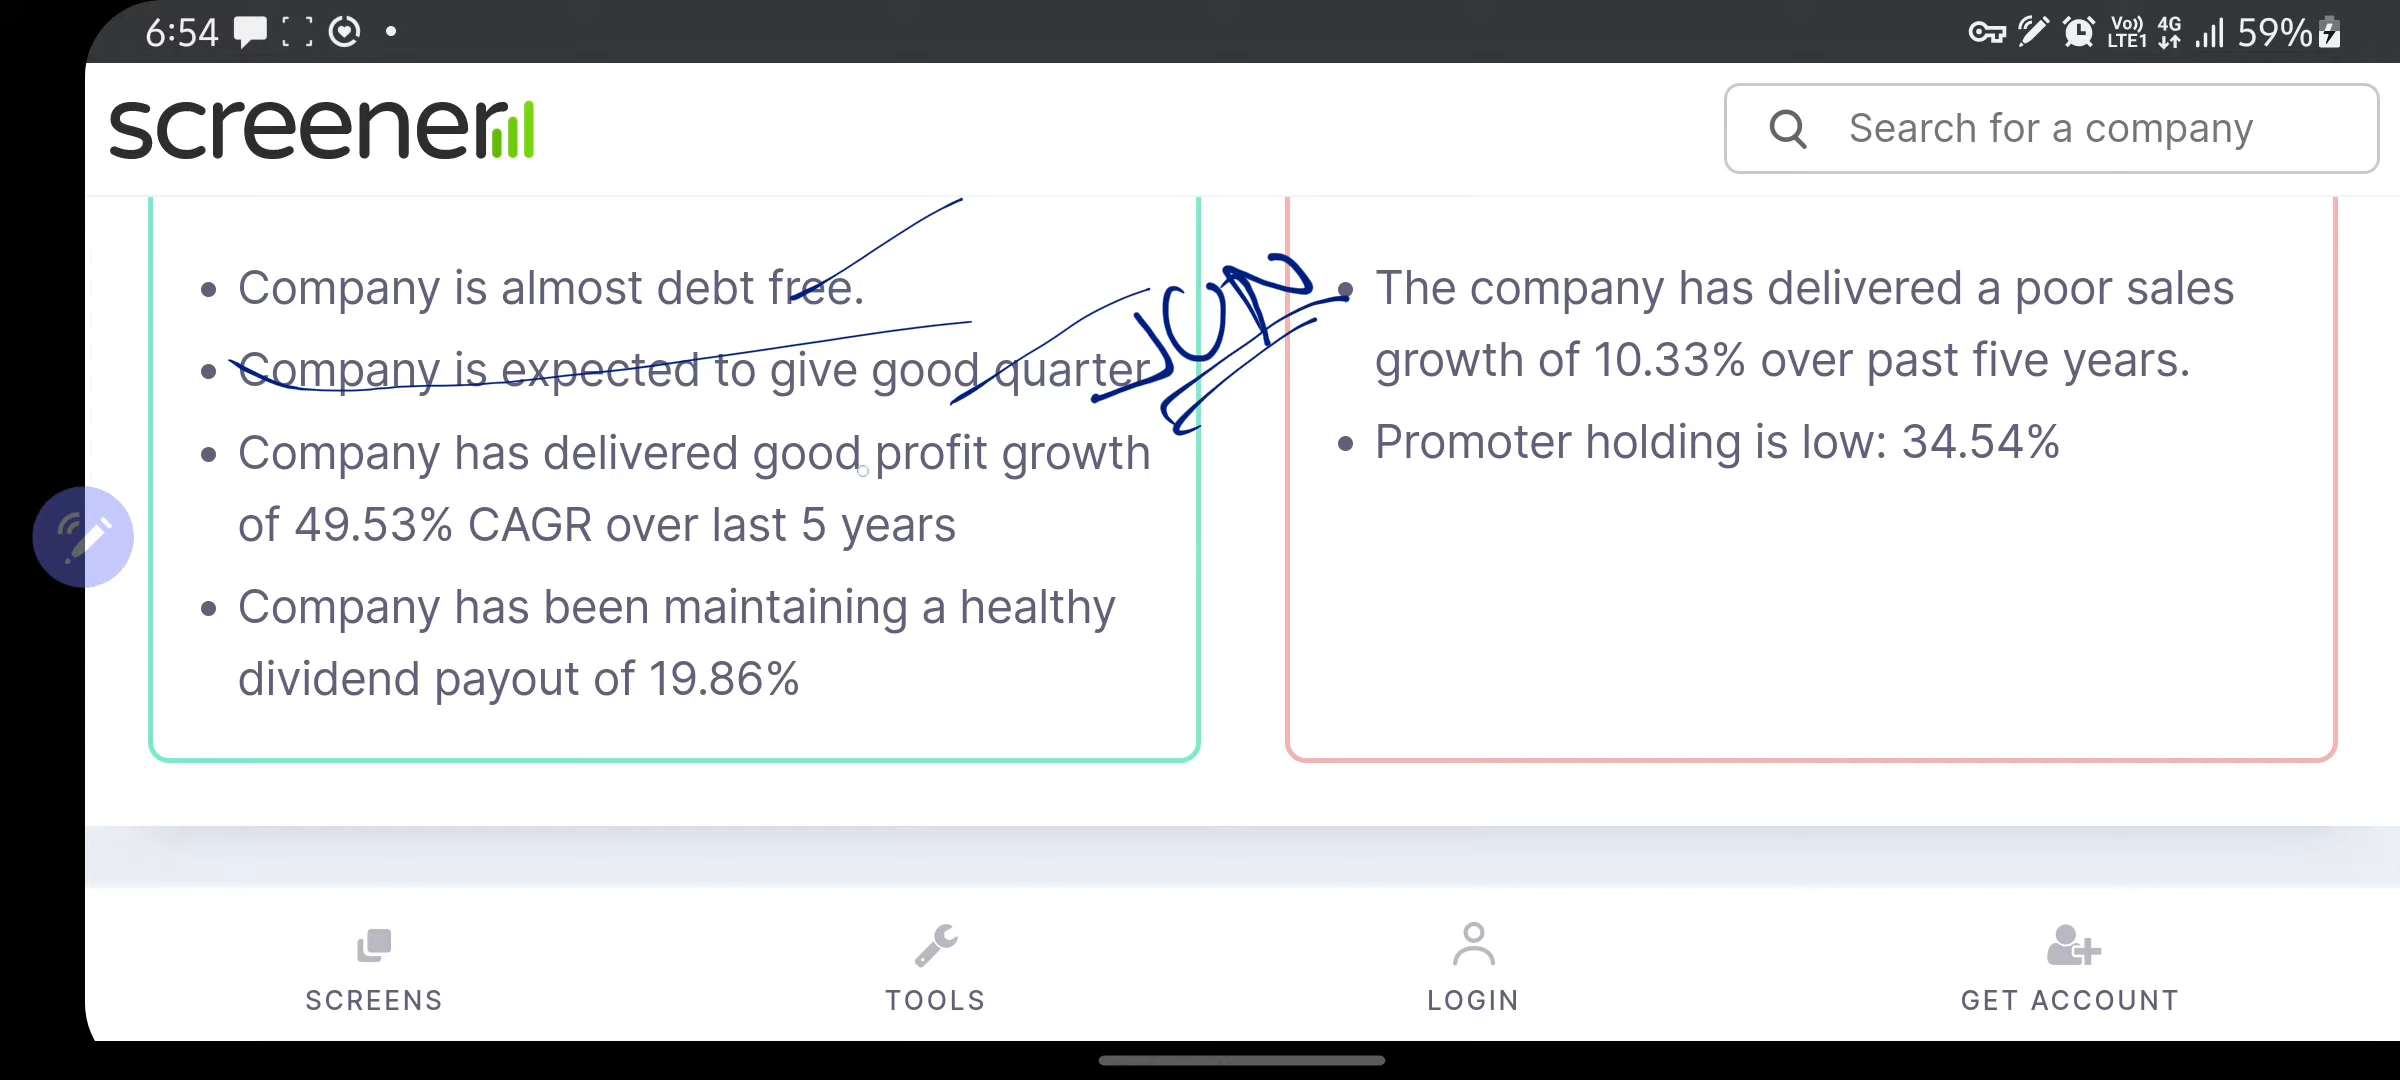 6:54
Vo)) LTE1 4G 59%
screener
Search for a company
Company is almost debt free.
Company is expected to give good quarter
Company has delivered good profit growth
of 49.53% CAGR over last 5 years
Company has been maintaining a healthy
dividend payout of 19.86%
JUN
The company has delivered a poor sales
growth of 10.33% over past five years.
Promoter holding is low: 34.54%
SCREENS
TOOLS
LOGIN
GET ACCOUNT